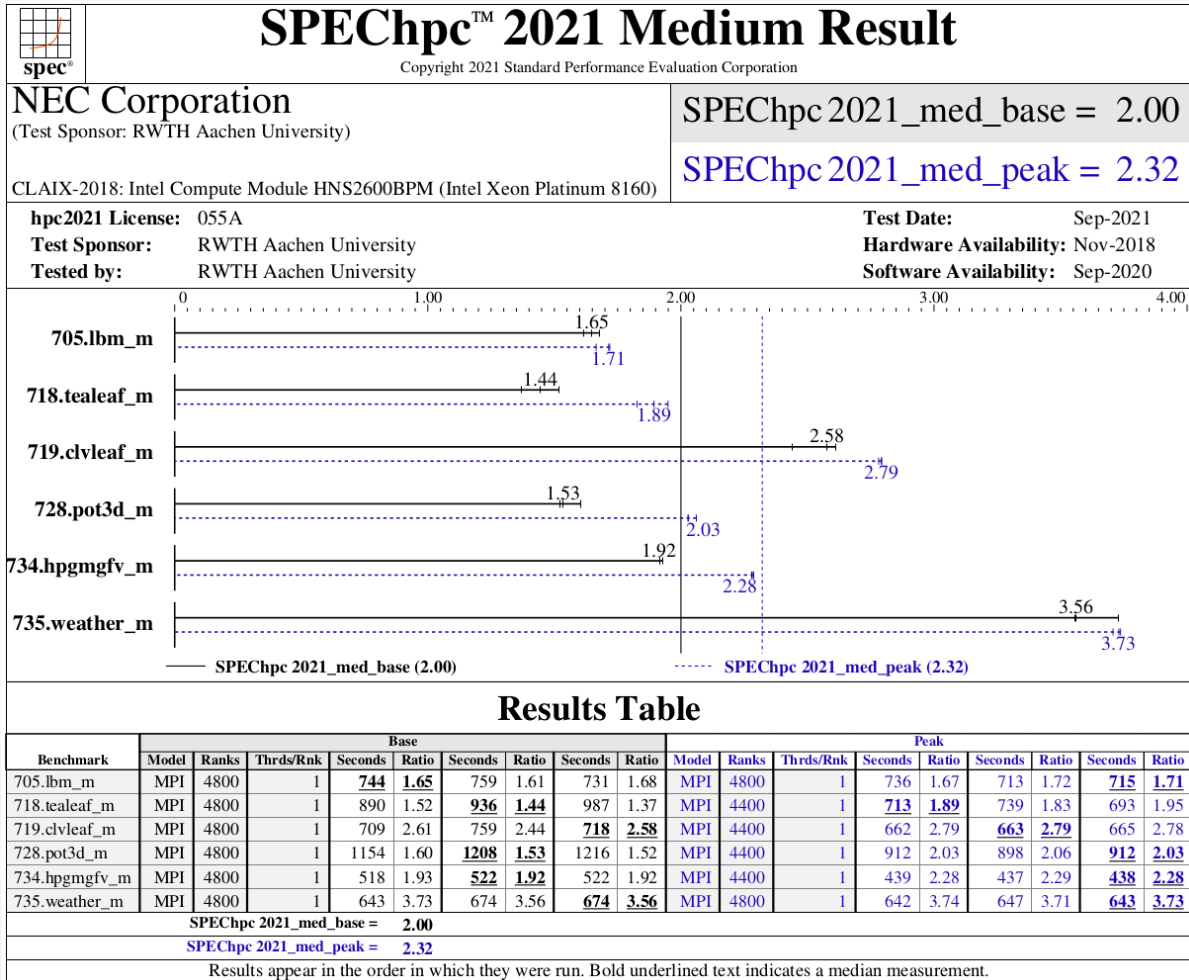 SPEChpc™ 2021 Medium Result
Copyright 2021 Standard Performance Evaluation Corporation
spec®
NEC Corporation
(Test Sponsor: RWTH Aachen University)
CLAIX-2018: Intel Compute Module HNS2600BPM (Intel Xeon Platinum 8160)
SPEChpc 2021_med_base = 2.00
SPEChpc 2021_med_peak = 2.32
hpc2021 License: 055A
Test Sponsor: RWTH Aachen University
Tested by: RWTH Aachen University
Test Date: Sep-2021
Hardware Availability: Nov-2018
Software Availability: Sep-2020
0 1.00 2.00 3.00 4.00
705.lbm_m 1.65 1.71
718.tealeaf_m 1.44 1.89
719.clvleaf_m 2.58 2.79
728.pot3d_m 1.53 2.03
734.hpgmgfv_m 1.92 2.28
735.weather_m 3.56 3.73
SPEChpc 2021_med_base (2.00) SPEChpc 2021_med_peak (2.32)
Results Table
Base Peak
Benchmark Model Ranks Thrds/Rnk Seconds Ratio Seconds Ratio Seconds Ratio Model Ranks Thrds/Rnk Seconds Ratio Seconds Ratio Seconds Ratio
705.lbm_m MPI 4800 1 744 1.65 759 1.61 731 1.68 MPI 4800 1 736 1.67 713 1.72 715 1.71
718.tealeaf_m MPI 4800 1 890 1.52 936 1.44 987 1.37 MPI 4400 1 713 1.89 739 1.83 693 1.95
719.clvleaf_m MPI 4800 1 709 2.61 759 2.44 718 2.58 MPI 4400 1 662 2.79 663 2.79 665 2.78
728.pot3d_m MPI 4800 1 1154 1.60 1208 1.53 1216 1.52 MPI 4400 1 912 2.03 898 2.06 912 2.03
734.hpgmgfv_m MPI 4800 1 518 1.93 522 1.92 522 1.92 MPI 4400 1 439 2.28 437 2.29 438 2.28
735.weather_m MPI 4800 1 643 3.73 674 3.56 674 3.56 MPI 4800 1 642 3.74 647 3.71 643 3.73
SPEChpc 2021_med_base = 2.00
SPEChpc 2021_med_peak = 2.32
Results appear in the order in which they were run. Bold underlined text indicates a median measurement.